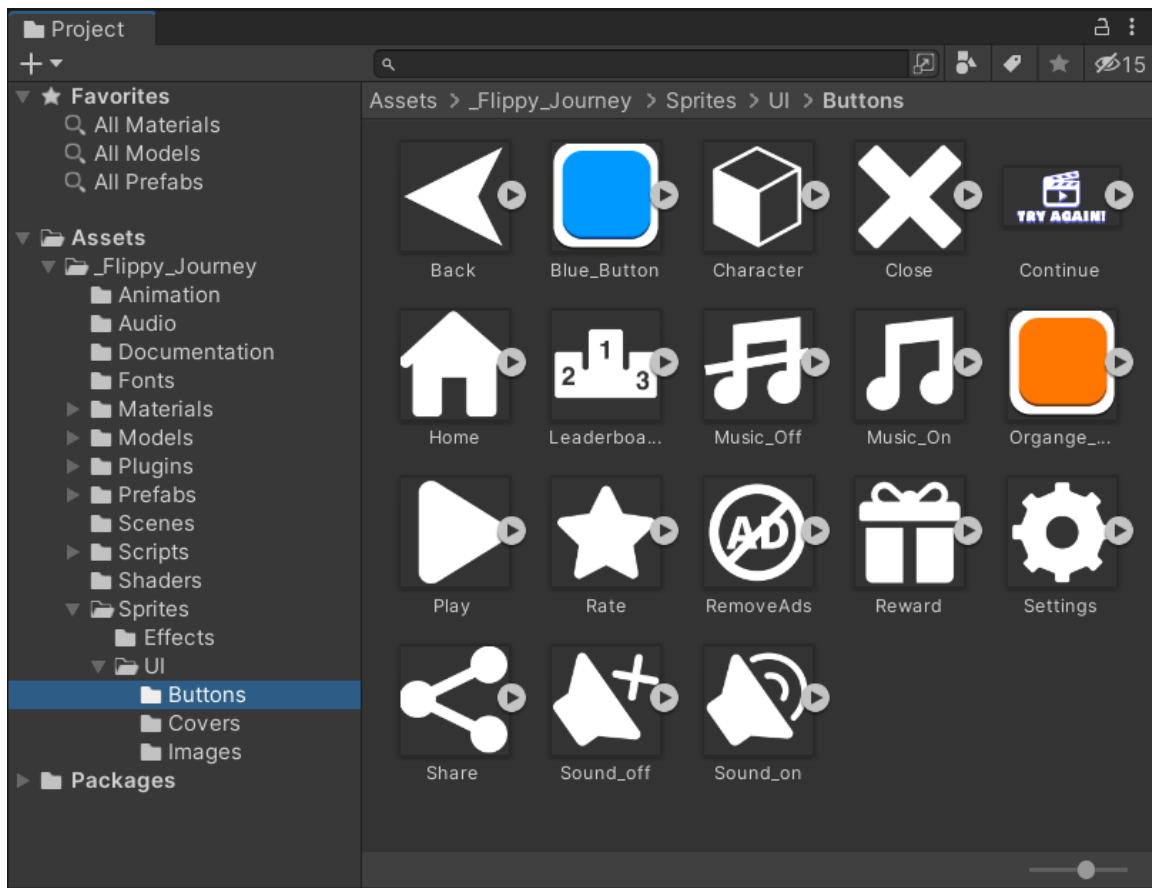 Project
15
Favorites
All Materials
All Models
All Prefabs
Assets
_Flippy_Journey
Animation
Audio
Documentation
Fonts
Materials
Models
Plugins
Prefabs
Scenes
Scripts
Shaders
Sprites
Effects
UI
Buttons
Covers
Images
Packages
Assets > _Flippy_Journey > Sprites > UI > Buttons
TRY AGAIN!
Back Blue_Button Character Close Continue
1
2 3
Home Leaderboa... Music_Off Music_On Organge_...
AD
Play Rate RemoveAds Reward Settings
Share Sound_off Sound_on